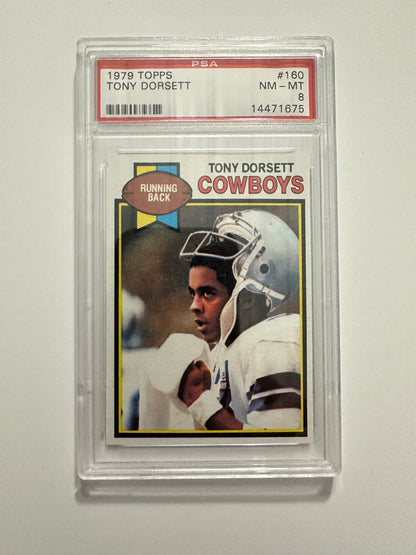 PSA
1979 TOPPS #160
TONY DORSETT NM – MT
8
14471675
TONY DORSETT
COWBOYS
RUNNING
BACK